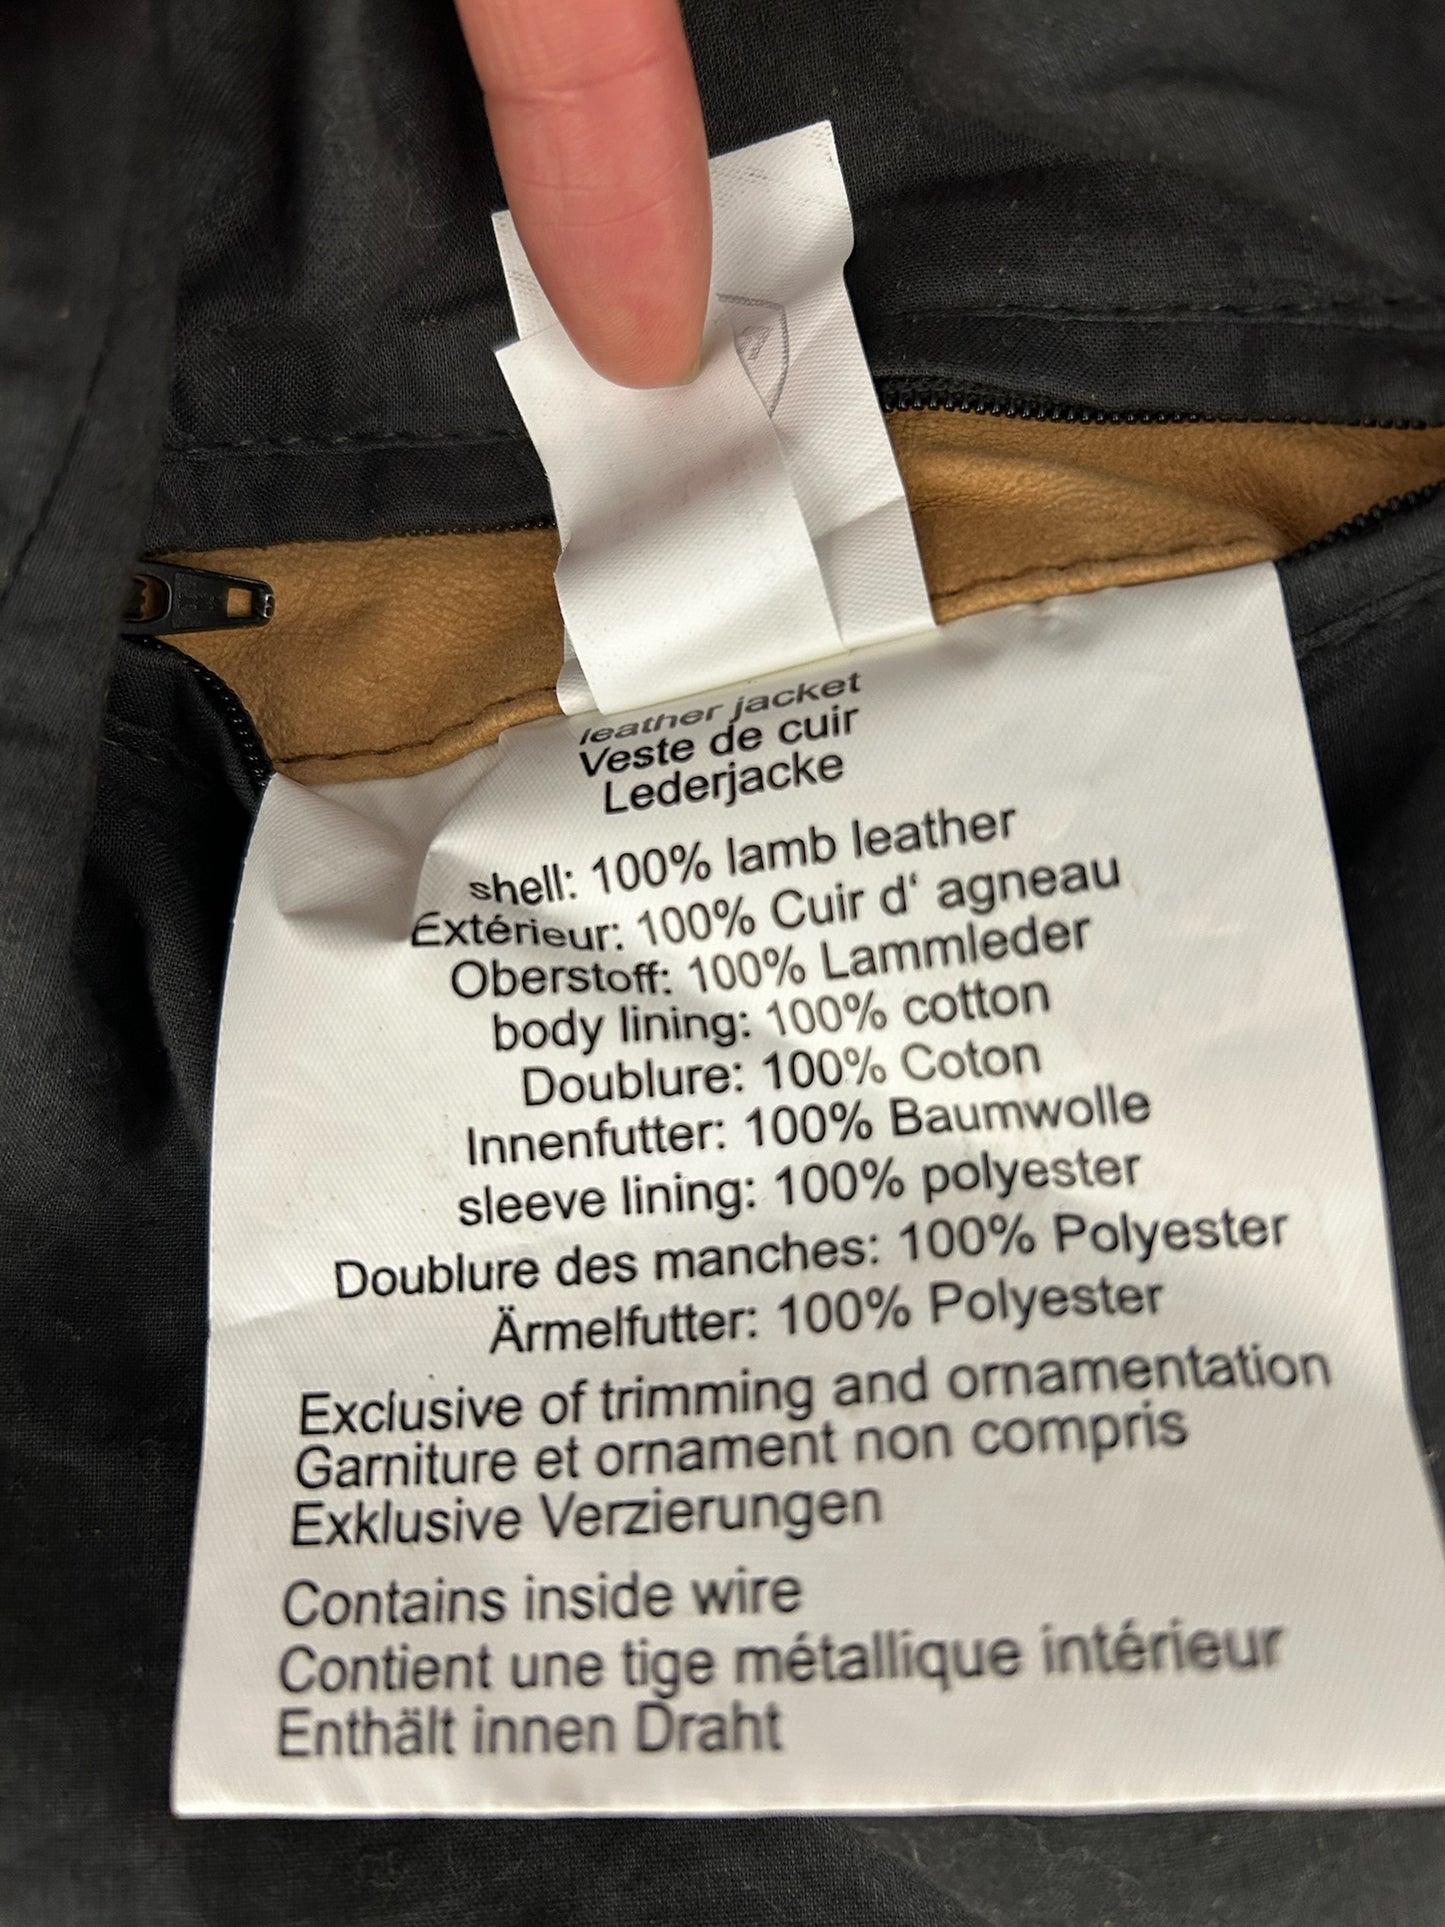 leather jacket
Veste de cuir
Lederjacke
shell: 100% lamb leather
Extérieur: 100% Cuir d‘ agneau
Oberstoff: 100% Lammleder
body lining: 100% cotton
Doublure: 100% Coton
Innenfutter: 100% Baumwolle
sleeve lining: 100% polyester
Doublure des manches: 100% Polyester
Ärmelfutter: 100% Polyester
Exclusive of trimming and ornamentation
Garniture et ornament non compris
Exklusive Verzierungen
Contains inside wire
Contient une tige métallique intérieur
Enthält innen Draht